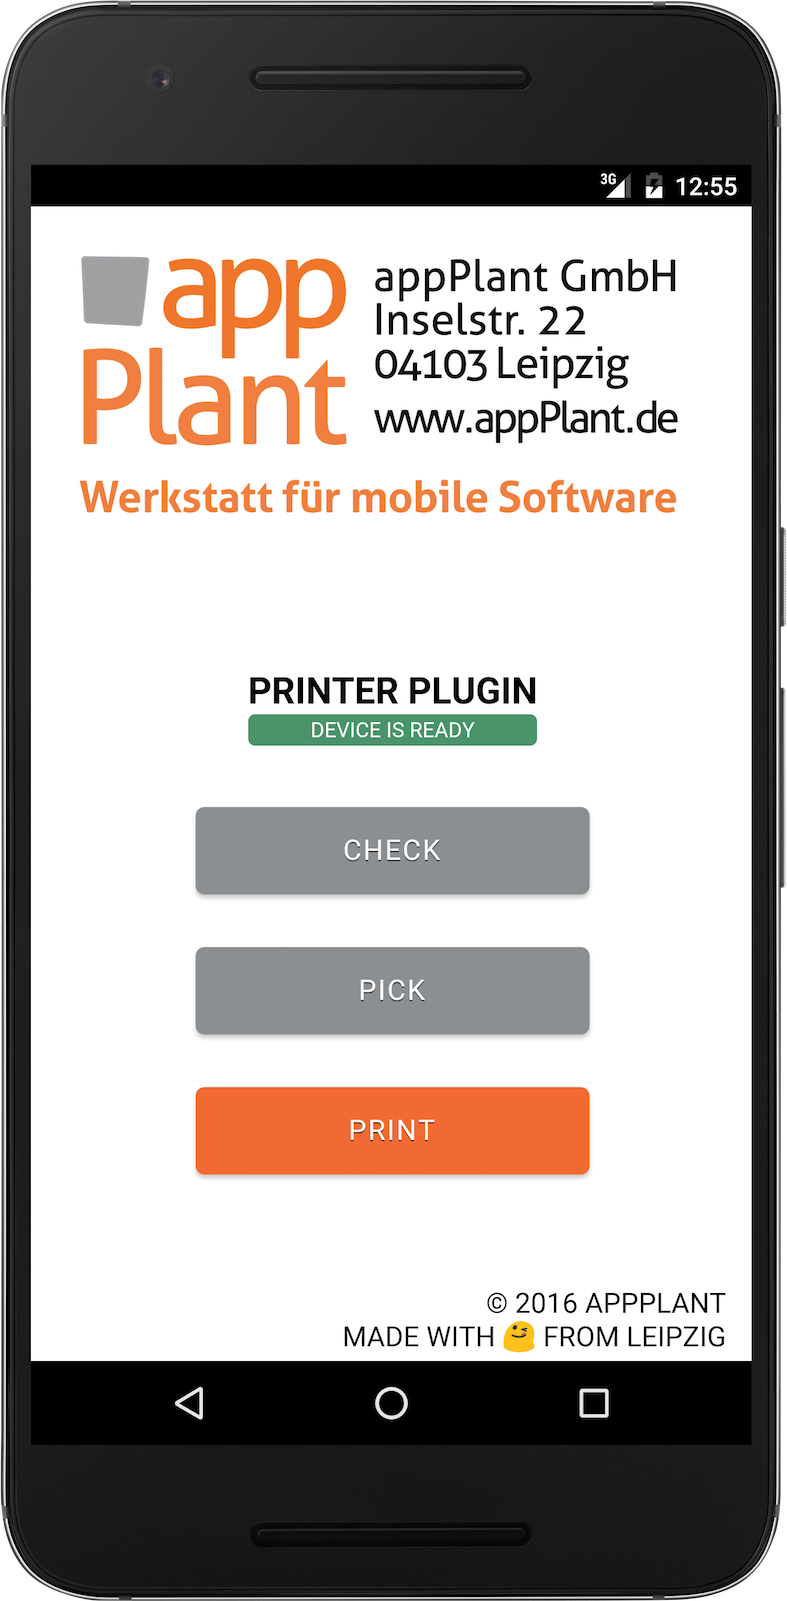 3G 12:55
app
Plant
appPlant GmbH
Inselstr. 22
04103 Leipzig
www.appPlant.de
Werkstatt für mobile Software
PRINTER PLUGIN
DEVICE IS READY
CHECK
PICK
PRINT
© 2016 APPPLANT
MADE WITH 😉 FROM LEIPZIG